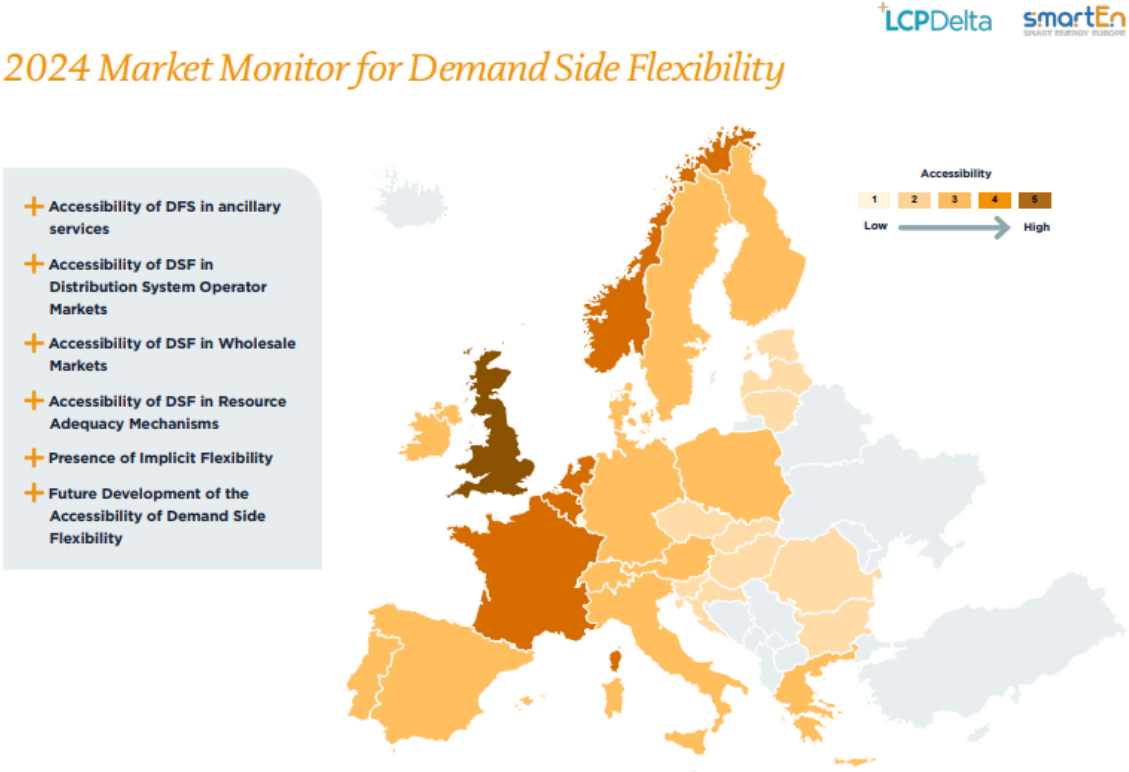 LCPDelta
smartEn
SMART ENERGY EUROPE
2024 Market Monitor for Demand Side Flexibility
Accessibility of DFS in ancillary
services
Accessibility of DSF in
Distribution System Operator
Markets
Accessibility of DSF in Wholesale
Markets
Accessibility of DSF in Resource
Adequacy Mechanisms
Presence of Implicit Flexibility
Future Development of the
Accessibility of Demand Side
Flexibility
Accessibility
1 2 3 4 5
Low High